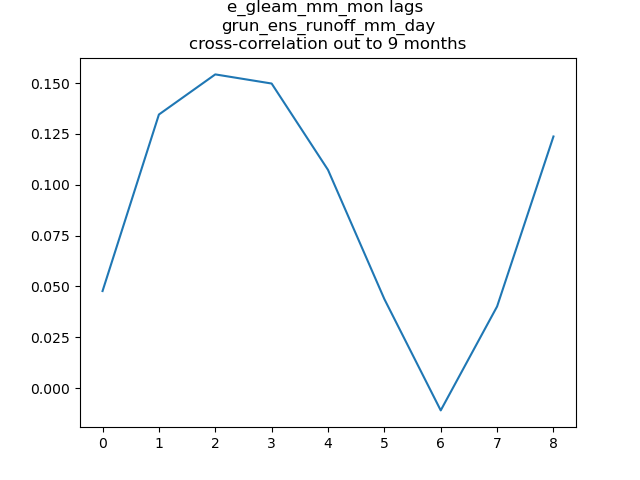 e_gleam_mm_mon lags
grun_ens_runoff_mm_day
cross-correlation out to 9 months
0.150
0.125
0.100
0.075
0.050
0.025
0.000
0 1 2 3 4 5 6 7 8